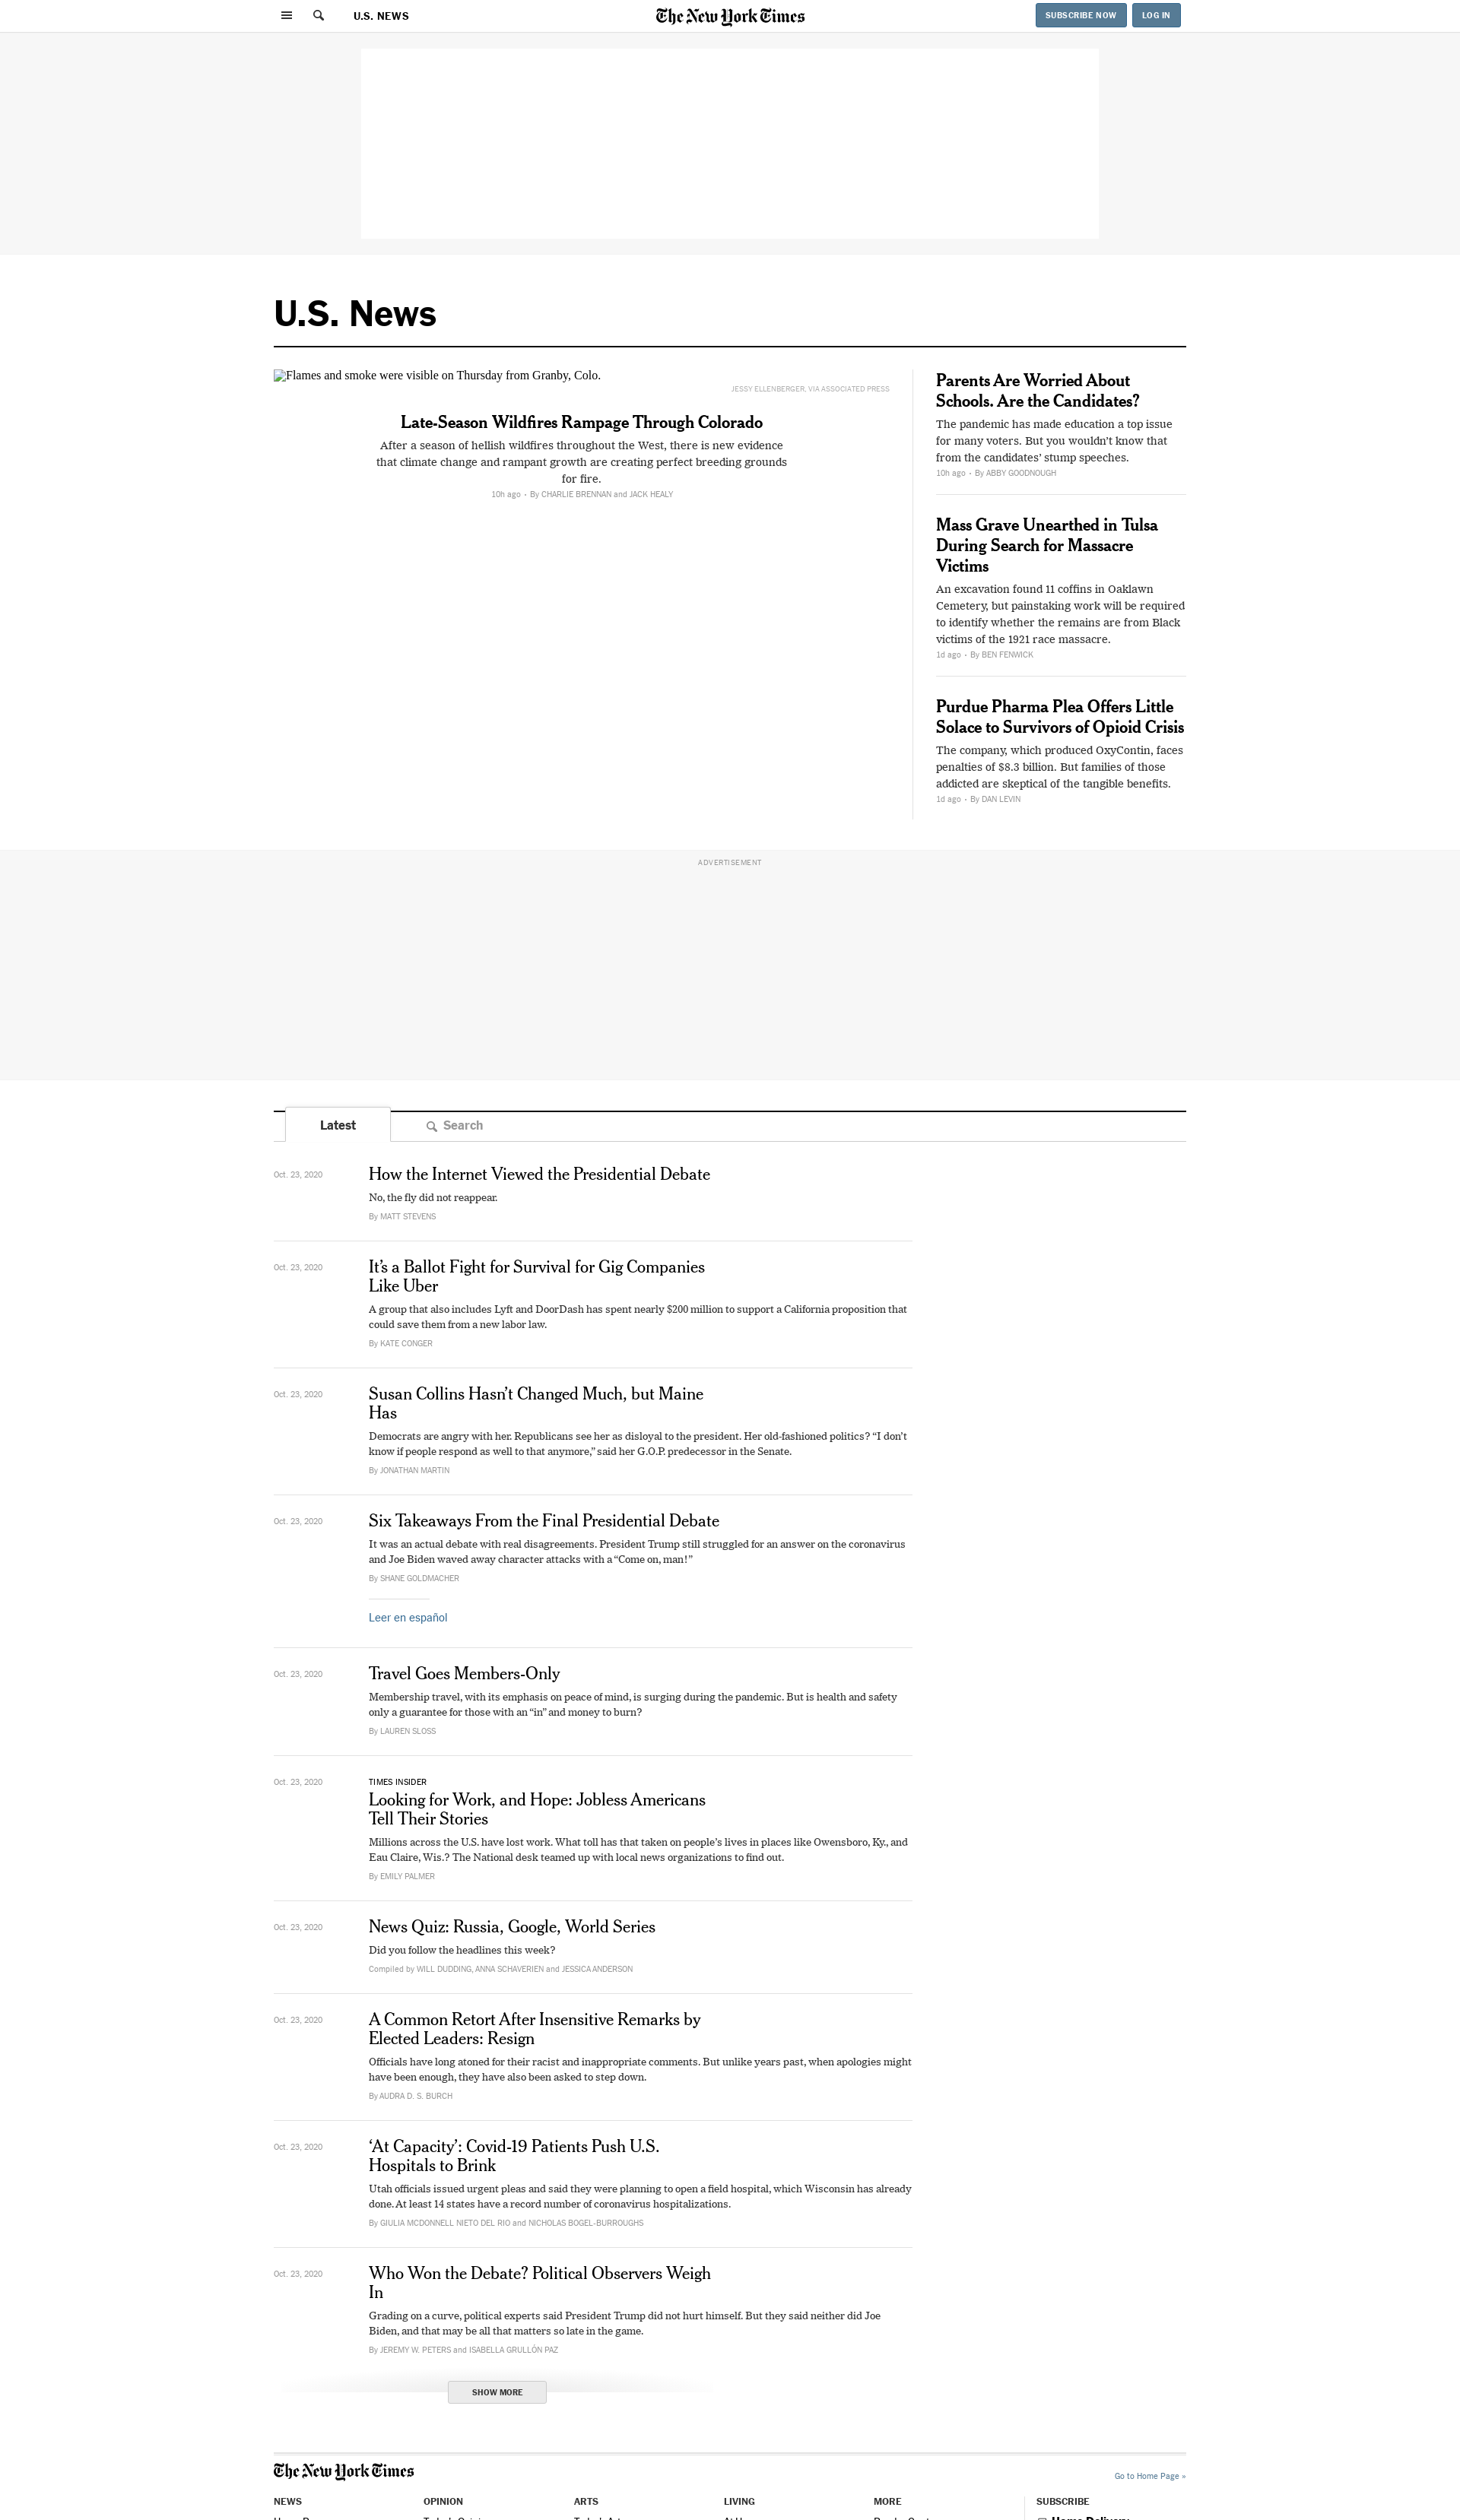 U.S. NEWS
The New York Times
SUBSCRIBE NOW
LOG IN
U.S. News
Flames and smoke were visible on Thursday from Granby, Colo.
JESSY ELLENBERGER, VIA ASSOCIATED PRESS
Late-Season Wildfires Rampage Through Colorado
After a season of hellish wildfires throughout the West, there is new evidence
that climate change and rampant growth are creating perfect breeding grounds
for fire.
10h ago • By CHARLIE BRENNAN and JACK HEALY
Parents Are Worried About
Schools. Are the Candidates?
The pandemic has made education a top issue
for many voters. But you wouldn’t know that
from the candidates’ stump speeches.
10h ago • By ABBY GOODNOUGH
Mass Grave Unearthed in Tulsa
During Search for Massacre
Victims
An excavation found 11 coffins in Oaklawn
Cemetery, but painstaking work will be required
to identify whether the remains are from Black
victims of the 1921 race massacre.
1d ago • By BEN FENWICK
Purdue Pharma Plea Offers Little
Solace to Survivors of Opioid Crisis
The company, which produced OxyContin, faces
penalties of $8.3 billion. But families of those
addicted are skeptical of the tangible benefits.
1d ago • By DAN LEVIN
ADVERTISEMENT
Latest
Search
Oct. 23, 2020
How the Internet Viewed the Presidential Debate
No, the fly did not reappear.
By MATT STEVENS
Oct. 23, 2020
It’s a Ballot Fight for Survival for Gig Companies
Like Uber
A group that also includes Lyft and DoorDash has spent nearly $200 million to support a California proposition that
could save them from a new labor law.
By KATE CONGER
Oct. 23, 2020
Susan Collins Hasn’t Changed Much, but Maine
Has
Democrats are angry with her. Republicans see her as disloyal to the president. Her old-fashioned politics? “I don’t
know if people respond as well to that anymore,” said her G.O.P. predecessor in the Senate.
By JONATHAN MARTIN
Oct. 23, 2020
Six Takeaways From the Final Presidential Debate
It was an actual debate with real disagreements. President Trump still struggled for an answer on the coronavirus
and Joe Biden waved away character attacks with a “Come on, man!”
By SHANE GOLDMACHER
Leer en español
Oct. 23, 2020
Travel Goes Members-Only
Membership travel, with its emphasis on peace of mind, is surging during the pandemic. But is health and safety
only a guarantee for those with an “in” and money to burn?
By LAUREN SLOSS
Oct. 23, 2020
TIMES INSIDER
Looking for Work, and Hope: Jobless Americans
Tell Their Stories
Millions across the U.S. have lost work. What toll has that taken on people’s lives in places like Owensboro, Ky., and
Eau Claire, Wis.? The National desk teamed up with local news organizations to find out.
By EMILY PALMER
Oct. 23, 2020
News Quiz: Russia, Google, World Series
Did you follow the headlines this week?
Compiled by WILL DUDDING, ANNA SCHAVERIEN and JESSICA ANDERSON
Oct. 23, 2020
A Common Retort After Insensitive Remarks by
Elected Leaders: Resign
Officials have long atoned for their racist and inappropriate comments. But unlike years past, when apologies might
have been enough, they have also been asked to step down.
By AUDRA D. S. BURCH
Oct. 23, 2020
‘At Capacity’: Covid-19 Patients Push U.S.
Hospitals to Brink
Utah officials issued urgent pleas and said they were planning to open a field hospital, which Wisconsin has already
done. At least 14 states have a record number of coronavirus hospitalizations.
By GIULIA MCDONNELL NIETO DEL RIO and NICHOLAS BOGEL-BURROUGHS
Oct. 23, 2020
Who Won the Debate? Political Observers Weigh
In
Grading on a curve, political experts said President Trump did not hurt himself. But they said neither did Joe
Biden, and that may be all that matters so late in the game.
By JEREMY W. PETERS and ISABELLA GRULLÓN PAZ
SHOW MORE
The New York Times
Go to Home Page »
NEWS
OPINION
ARTS
LIVING
MORE
SUBSCRIBE
Home Delivery